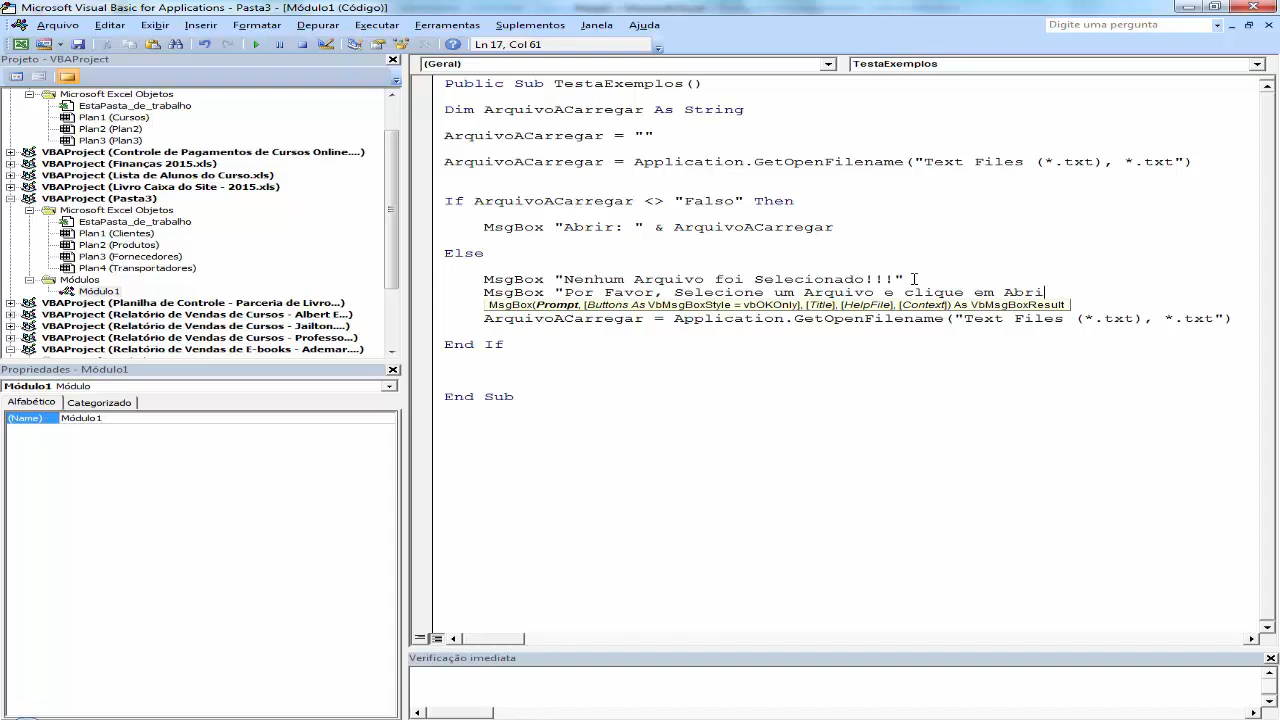 Microsoft Visual Basic for Applications - Pasta3 - [Módulo1 (Código)]
Arquivo Editar Exibir Inserir Formatar Depurar Executar Ferramentas Suplementos Janela Ajuda
Digite uma pergunta
Ln 17, Col 61
Projeto - VBAProject
Microsoft Excel Objetos
EstaPasta_de_trabalho
Plan1 (Cursos)
Plan2 (Plan2)
Plan3 (Plan3)
VBAProject (Controle de Pagamentos de Cursos Online....)
VBAProject (Finanças 2015.xls)
VBAProject (Lista de Alunos do Curso.xls)
VBAProject (Livro Caixa do Site - 2015.xls)
VBAProject (Pasta3)
Microsoft Excel Objetos
EstaPasta_de_trabalho
Plan1 (Clientes)
Plan2 (Produtos)
Plan3 (Fornecedores)
Plan4 (Transportadores)
Módulos
Módulo1
VBAProject (Planilha de Controle - Parceria de Livro...
VBAProject (Relatório de Vendas de Cursos - Albert E...
VBAProject (Relatório de Vendas de Cursos - Jailton....
VBAProject (Relatório de Vendas de Cursos - Professo...
VBAProject (Relatório de Vendas de E-books - Ademar....
Propriedades - Módulo1
Módulo1 Módulo
Alfabético Categorizado
(Name) Módulo1
(Geral) TestaExemplos
Public Sub TestaExemplos()
Dim ArquivoACarregar As String
ArquivoACarregar = ""
ArquivoACarregar = Application.GetOpenFilename("Text Files (*.txt), *.txt")
If ArquivoACarregar <> "Falso" Then
MsgBox "Abrir: " & ArquivoACarregar
Else
MsgBox "Nenhum Arquivo foi Selcionado!!!"
MsgBox "Por Favor, Selecione um Arquivo e clique em Abri
MsgBox(Prompt, [Buttons As VbMsgBoxStyle = vbOKOnly], [Title], [HelpFile], [Context]) As VbMsgBoxResult
ArquivoACarregar = Application.GetOpenFilename("Text Files (*.txt), *.txt")
End If
End Sub
Verificação imediata